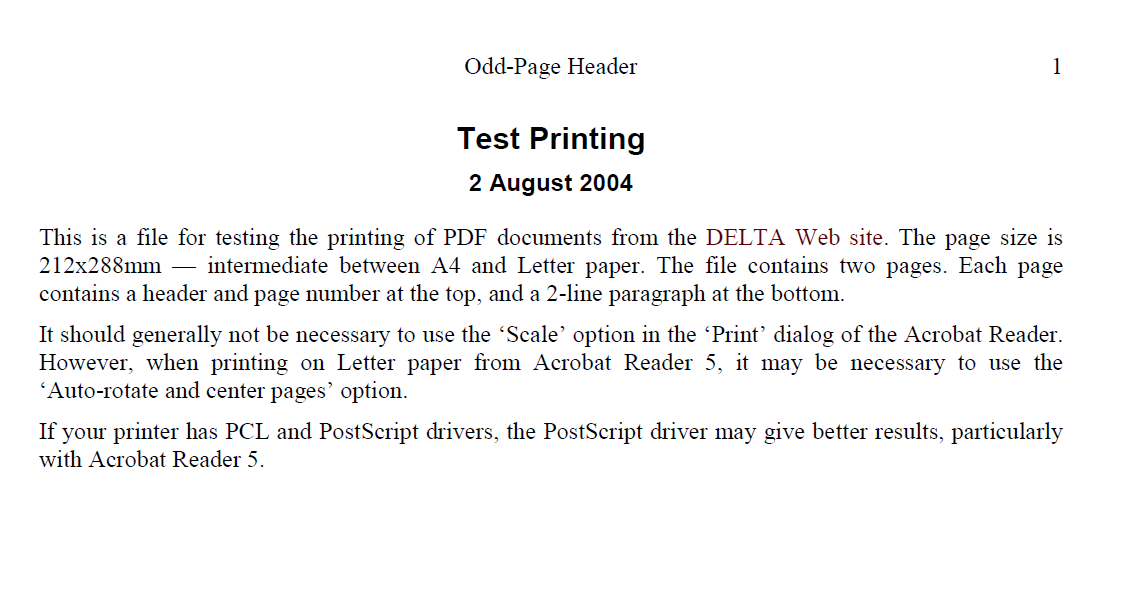 Odd-Page Header 1
Test Printing
2 August 2004
This is a file for testing the printing of PDF documents from the DELTA Web site. The page size is
212x288mm — intermediate between A4 and Letter paper. The file contains two pages. Each page
contains a header and page number at the top, and a 2-line paragraph at the bottom.
It should generally not be necessary to use the ‘Scale’ option in the ‘Print’ dialog of the Acrobat Reader.
However, when printing on Letter paper from Acrobat Reader 5, it may be necessary to use the
‘Auto-rotate and center pages’ option.
If your printer has PCL and PostScript drivers, the PostScript driver may give better results, particularly
with Acrobat Reader 5.